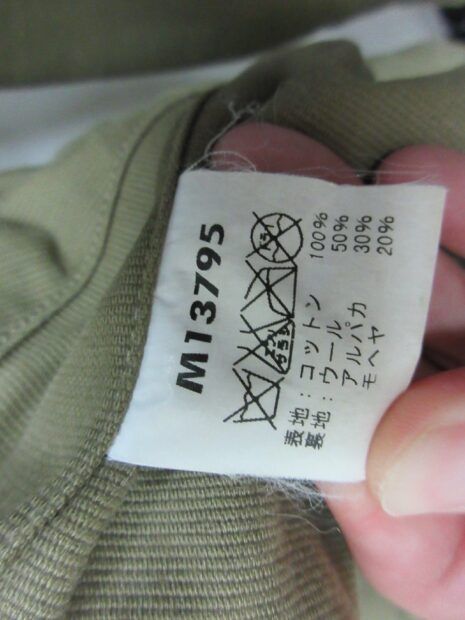 M13795
表地：コットン 100%
裏地：ウール 50%
アルパカ 30%
モヘヤ 20%